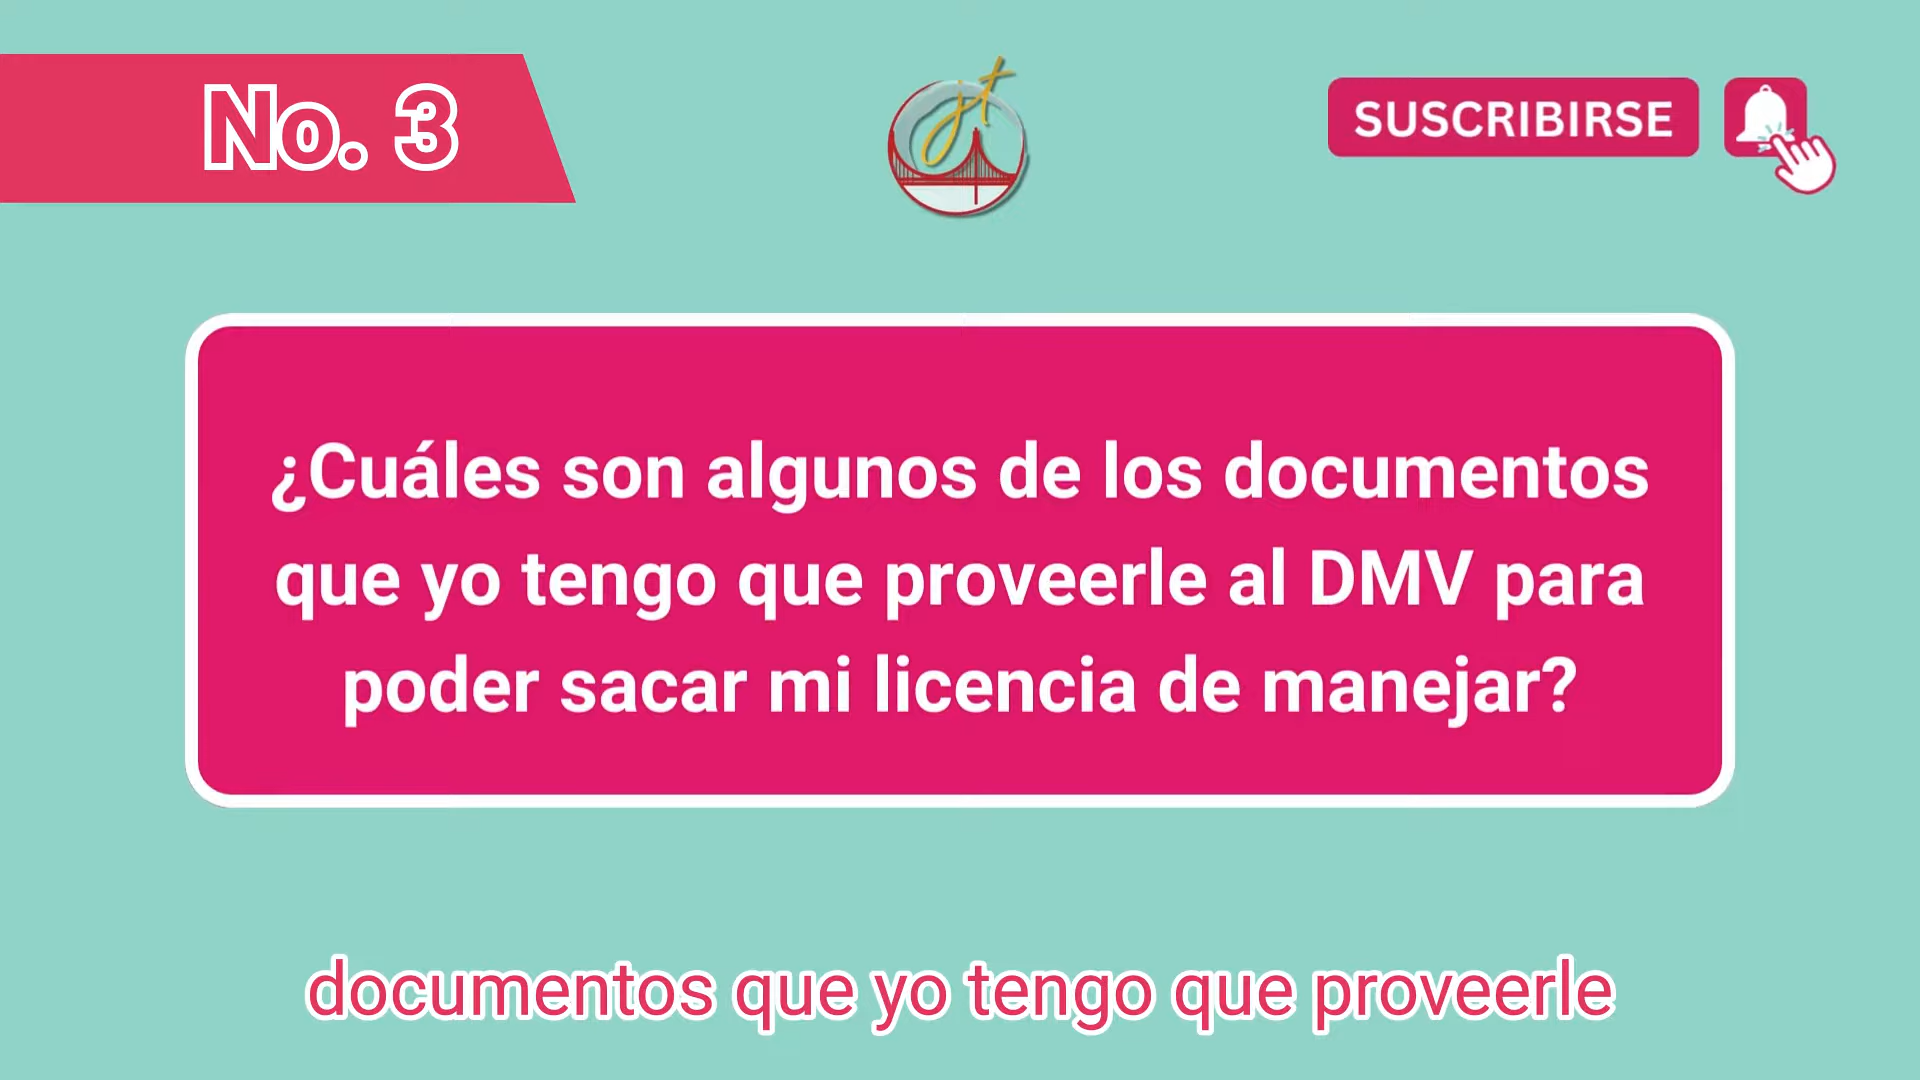 No. 3
jt
SUSCRIBIRSE
¿Cuáles son algunos de los documentos
que yo tengo que proveerle al DMV para
poder sacar mi licencia de manejar?
documentos que yo tengo que proveerle